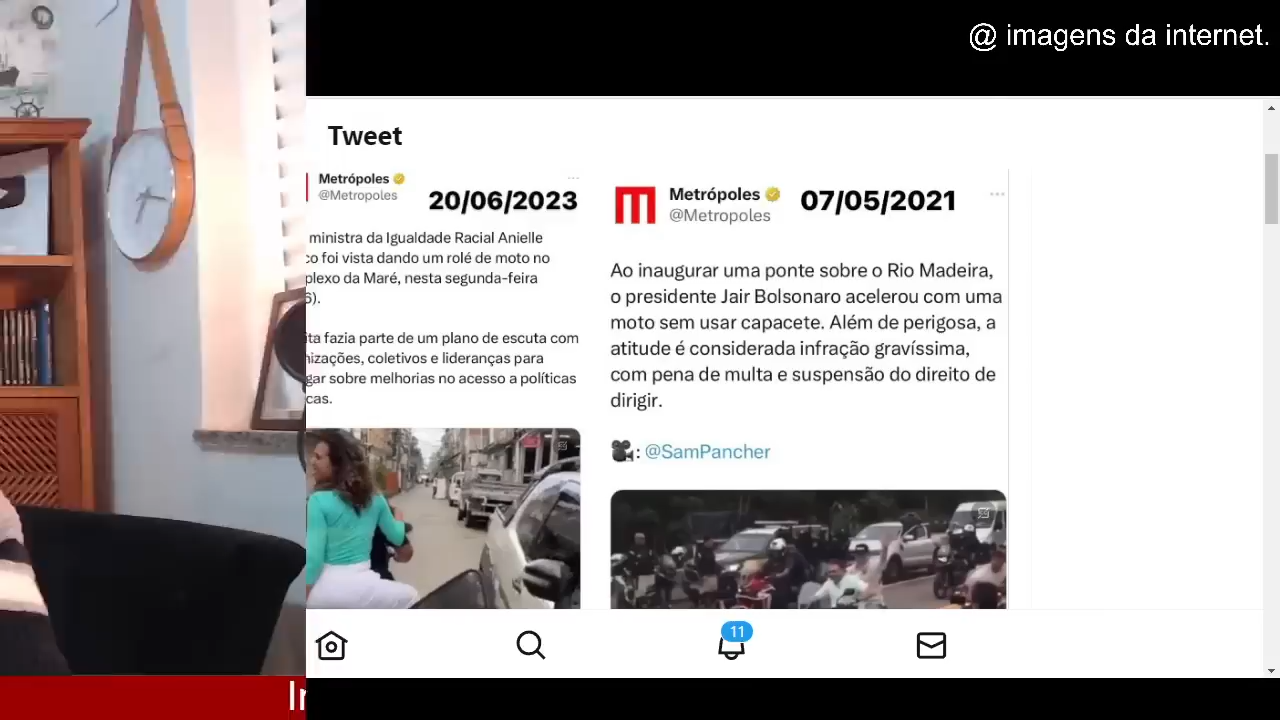 @ imagens da internet.
Tweet
Metrópoles
@Metropoles
20/06/2023
ministra da Igualdade Racial Anielle
foi vista dando um rolé de moto no
da Maré, nesta segunda-feira
6).
fazia parte de um plano de escuta com
coletivos e lideranças para
sobre melhorias no acesso a políticas
Metrópoles
@Metropoles
07/05/2021
Ao inaugurar uma ponte sobre o Rio Madeira,
o presidente Jair Bolsonaro acelerou com uma
moto sem usar capacete. Além de perigosa, a
atitude é considerada infração gravíssima,
com pena de multa e suspensão do direito de
dirigir.
: @SamPancher
11